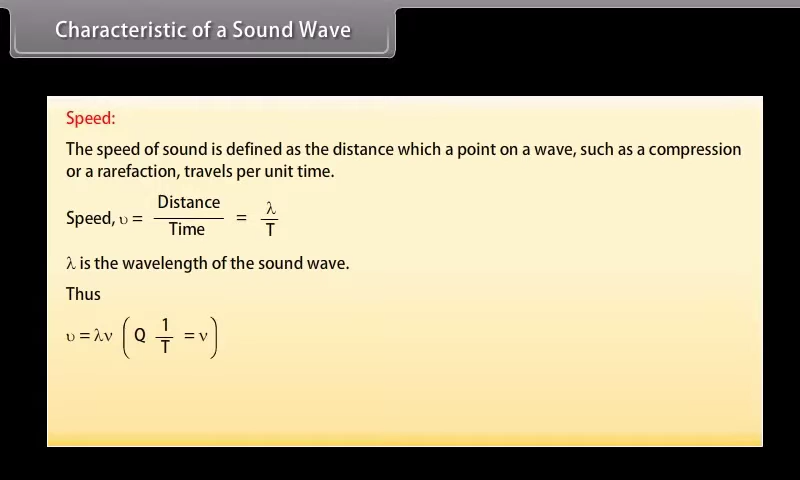 Characteristic of a Sound Wave
Speed:
The speed of sound is defined as the distance which a point on a wave, such as a compression
or a rarefaction, travels per unit time.
Speed, υ = Distance / Time = λ / T
λ is the wavelength of the sound wave.
Thus
υ = λν ( Q 1 / T = ν )